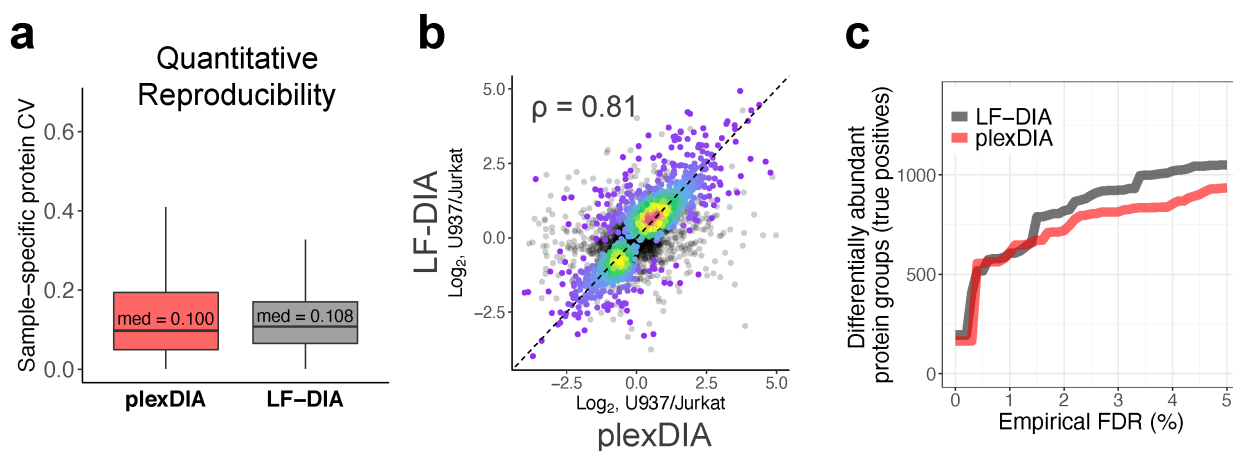 a
Quantitative
Reproducibility
Sample−specific protein CV
0.6
0.4
0.2
0.0
med = 0.100
med = 0.108
plexDIA
LF−DIA
b
ρ = 0.81
LF-DIA
Log2, U937/Jurkat
5.0
2.5
0.0
−2.5
−2.5
0.0
2.5
5.0
Log2, U937/Jurkat
plexDIA
c
Differentially abundant
protein groups (true positives)
LF−DIA
plexDIA
1000
500
0
0
1
2
3
4
5
Empirical FDR (%)